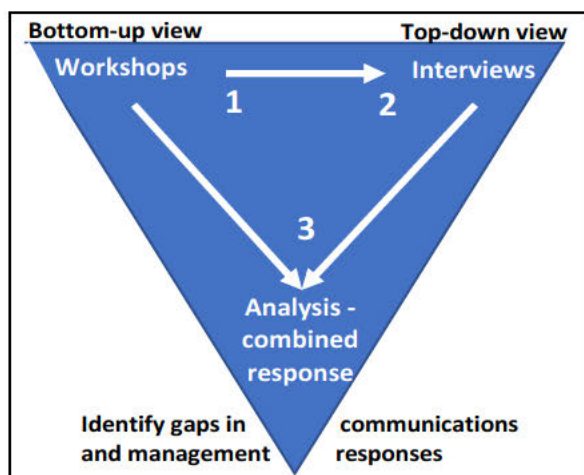 Bottom-up view Top-down view
Workshops Interviews
1 2
3
Analysis -
combined
response
Identify gaps in communications
and management responses